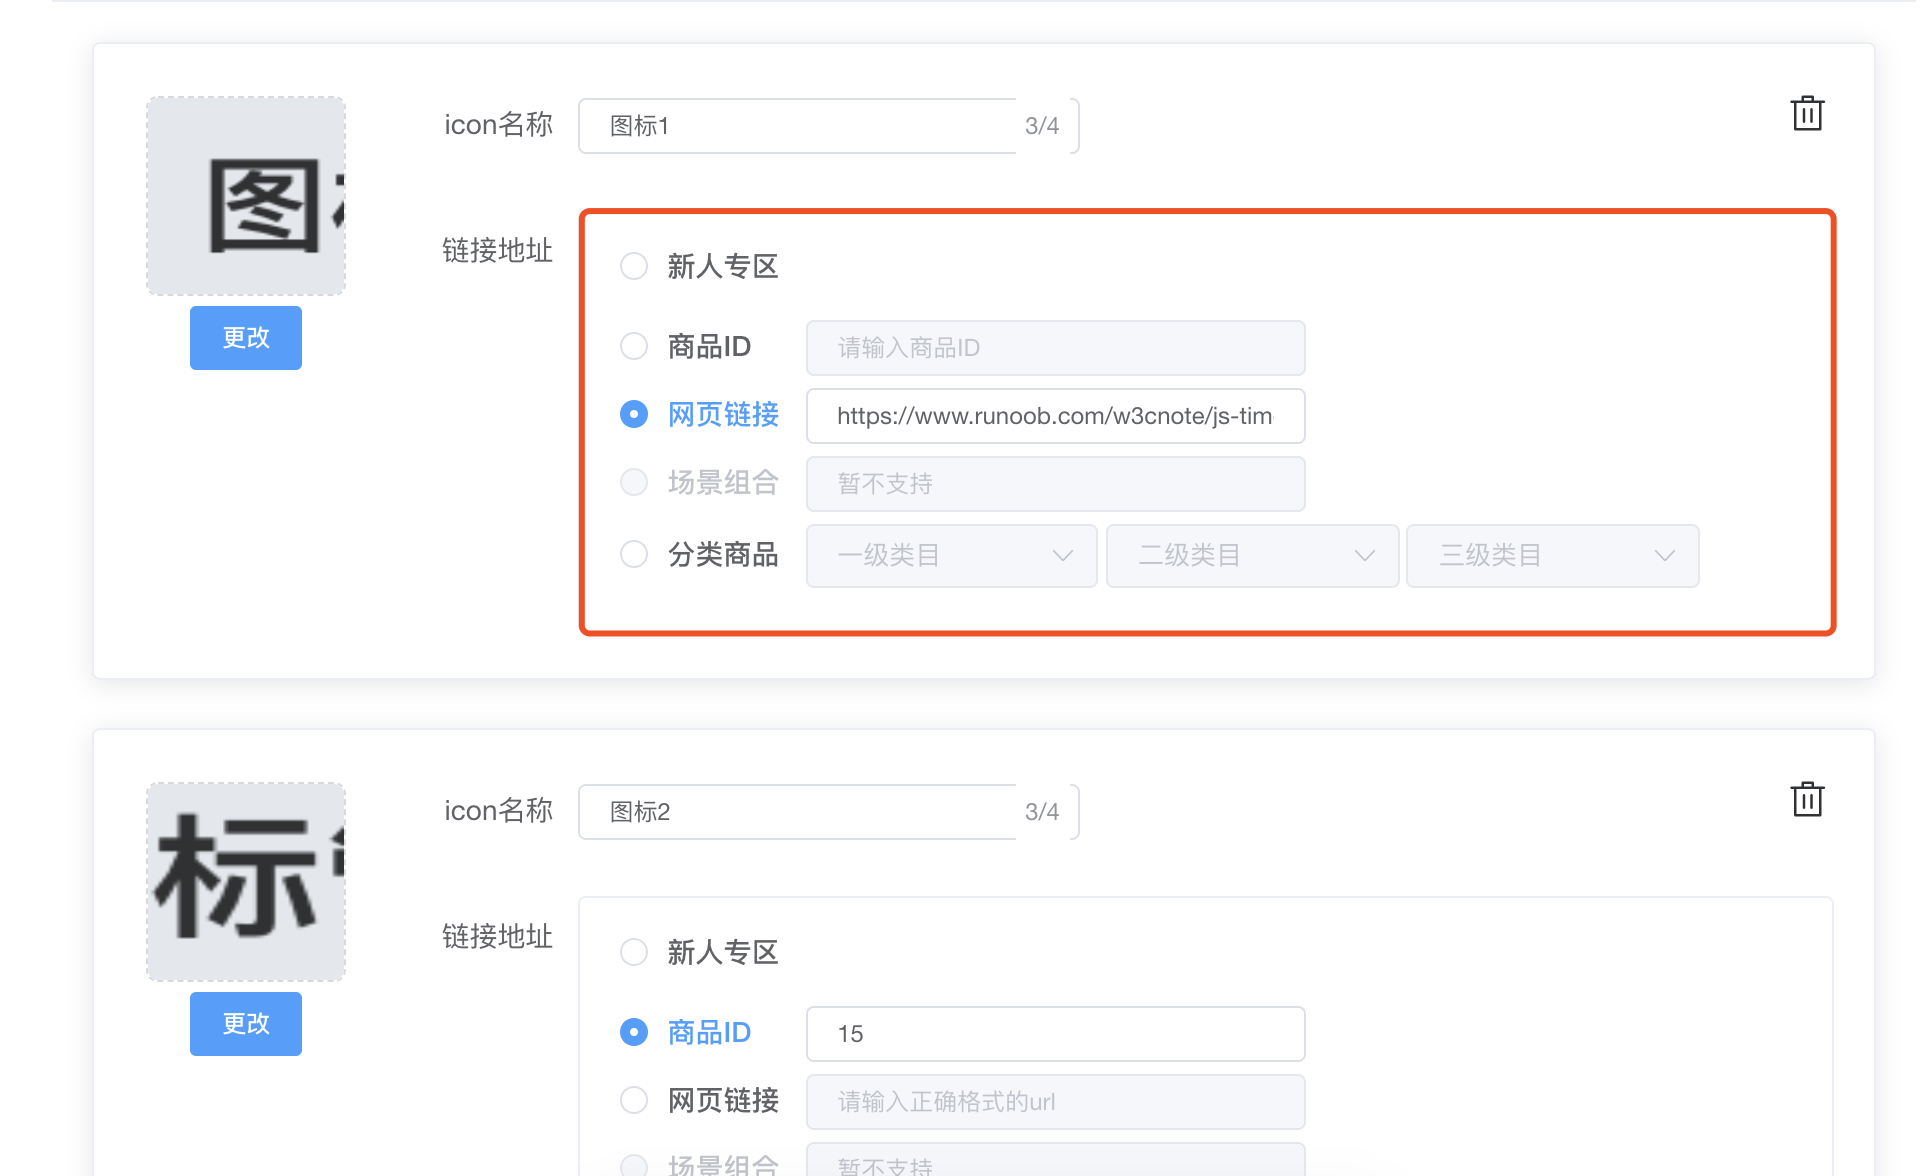 图
更改
icon名称
图标1
3/4
链接地址
新人专区
商品ID
请输入商品ID
网页链接
https://www.runoob.com/w3cnote/js-tim
场景组合
暂不支持
分类商品
一级类目
二级类目
三级类目
标
更改
icon名称
图标2
3/4
链接地址
新人专区
商品ID
15
网页链接
请输入正确格式的url
场景组合
暂不支持